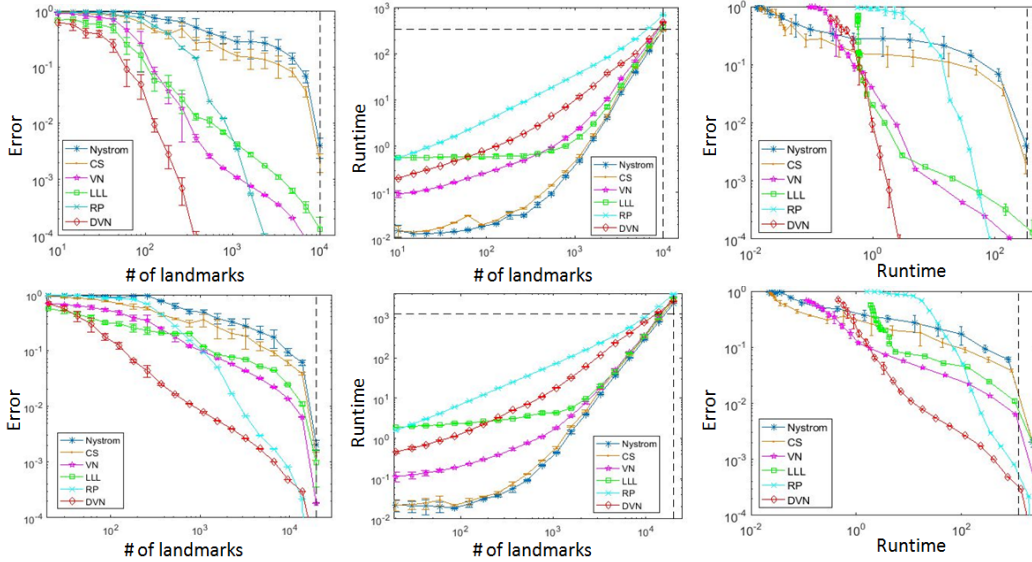 Error
10^0
10^-1
10^-2
10^-3
10^-4
Nystrom
CS
VN
LLL
RP
DVN
10^1
10^2
10^3
10^4
# of landmarks
Runtime
10^3
10^2
10^1
10^0
10^-1
10^-2
Nystrom
CS
VN
LLL
RP
DVN
10^1
10^2
10^3
10^4
# of landmarks
Error
10^0
10^-1
10^-2
10^-3
10^-4
Nystrom
CS
VN
LLL
RP
DVN
10^-2
10^0
10^2
Runtime
Error
10^0
10^-1
10^-2
10^-3
10^-4
Nystrom
CS
VN
LLL
RP
DVN
10^2
10^3
10^4
# of landmarks
Runtime
10^3
10^2
10^1
10^0
10^-1
10^-2
Nystrom
CS
VN
LLL
RP
DVN
10^2
10^3
10^4
# of landmarks
Error
10^0
10^-1
10^-2
10^-3
10^-4
Nystrom
CS
VN
LLL
RP
DVN
10^-2
10^0
10^2
Runtime